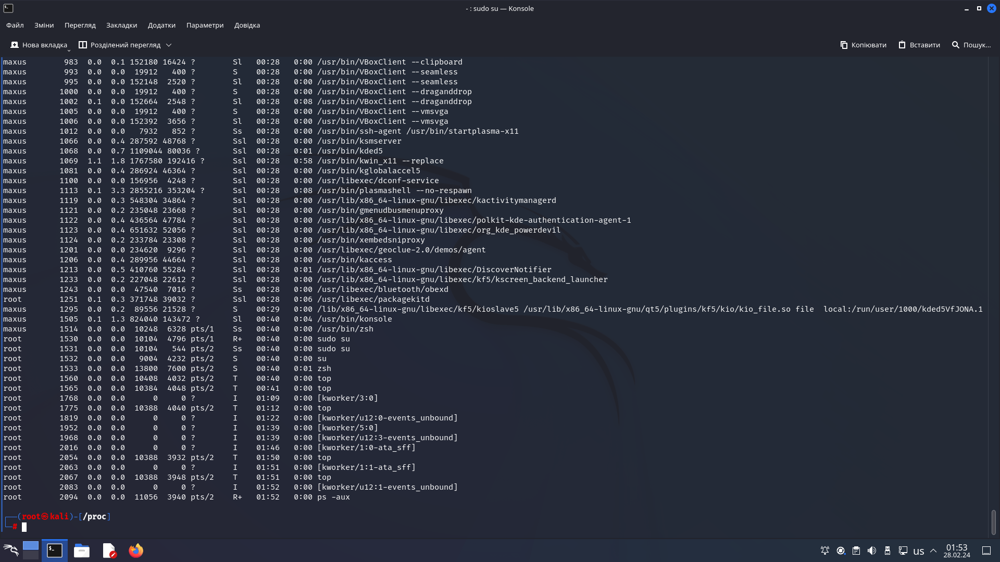 - : sudo su — Konsole
Файл Зміни Перегляд Закладки Додатки Параметри Довідка
Нова вкладка Розділений перегляд Копіювати Вставити Пошук...
maxus 983 0.0 0.1 152180 16424 ? Sl 00:28 0:00 /usr/bin/VBoxClient --clipboard
maxus 993 0.0 0.0 19912 400 ? S 00:28 0:00 /usr/bin/VBoxClient --seamless
maxus 995 0.0 0.0 152148 2520 ? Sl 00:28 0:00 /usr/bin/VBoxClient --seamless
maxus 1000 0.0 0.0 19912 400 ? S 00:28 0:00 /usr/bin/VBoxClient --draganddrop
maxus 1002 0.1 0.0 152664 2548 ? Sl 00:28 0:08 /usr/bin/VBoxClient --draganddrop
maxus 1005 0.0 0.0 19912 400 ? S 00:28 0:00 /usr/bin/VBoxClient --vmsvga
maxus 1006 0.0 0.0 152392 3656 ? Sl 00:28 0:00 /usr/bin/VBoxClient --vmsvga
maxus 1012 0.0 0.0 7932 852 ? Ss 00:28 0:00 /usr/bin/ssh-agent /usr/bin/startplasma-x11
maxus 1066 0.0 0.4 287592 48768 ? Ssl 00:28 0:00 /usr/bin/ksmserver
maxus 1068 0.0 0.7 1109044 80036 ? Ssl 00:28 0:01 /usr/bin/kded5
maxus 1069 1.1 1.8 1767580 192416 ? Ssl 00:28 0:58 /usr/bin/kwin_x11 --replace
maxus 1081 0.0 0.4 286924 46364 ? Ssl 00:28 0:00 /usr/bin/kglobalaccel5
maxus 1100 0.0 0.0 156956 4248 ? Ssl 00:28 0:00 /usr/libexec/dconf-service
maxus 1113 0.1 3.3 2855216 353204 ? Ssl 00:28 0:08 /usr/bin/plasmashell --no-respawn
maxus 1119 0.0 0.3 548304 34864 ? Ssl 00:28 0:00 /usr/lib/x86_64-linux-gnu/libexec/kactivitymanagerd
maxus 1121 0.0 0.2 235048 23668 ? Ssl 00:28 0:00 /usr/bin/gmenudbusmenuproxy
maxus 1122 0.0 0.4 436564 47784 ? Ssl 00:28 0:00 /usr/lib/x86_64-linux-gnu/libexec/polkit-kde-authentication-agent-1
maxus 1123 0.0 0.4 651632 52056 ? Ssl 00:28 0:00 /usr/lib/x86_64-linux-gnu/libexec/org_kde_powerdevil
maxus 1124 0.0 0.2 233784 23308 ? Ssl 00:28 0:00 /usr/bin/xembedsniproxy
maxus 1201 0.0 0.0 234620 9296 ? Ssl 00:28 0:00 /usr/libexec/geoclue-2.0/demos/agent
maxus 1206 0.0 0.4 289956 44664 ? Ssl 00:28 0:00 /usr/bin/kaccess
maxus 1213 0.0 0.5 410760 55284 ? Ssl 00:28 0:01 /usr/lib/x86_64-linux-gnu/libexec/DiscoverNotifier
maxus 1233 0.0 0.2 227048 22612 ? Ssl 00:28 0:00 /usr/lib/x86_64-linux-gnu/libexec/kf5/kscreen_backend_launcher
maxus 1243 0.0 0.0 47540 7016 ? Ss 00:28 0:00 /usr/libexec/bluetooth/obexd
root 1251 0.1 0.3 371748 39032 ? Ssl 00:28 0:06 /usr/libexec/packagekitd
maxus 1295 0.0 0.2 89556 21528 ? S 00:29 0:00 /lib/x86_64-linux-gnu/libexec/kf5/kioslave5 /usr/lib/x86_64-linux-gnu/qt5/plugins/kf5/kio/kio_file.so file local:/run/user/1000/kded5VfJONA.1
maxus 1505 0.1 1.3 824040 143472 ? Sl 00:40 0:04 /usr/bin/konsole
maxus 1514 0.0 0.0 10248 6328 pts/1 Ss 00:40 0:00 /usr/bin/zsh
root 1530 0.0 0.0 10104 4796 pts/1 R+ 00:40 0:00 sudo su
root 1531 0.0 0.0 10104 544 pts/2 Ss 00:40 0:00 sudo su
root 1532 0.0 0.0 9004 4232 pts/2 S 00:40 0:00 su
root 1533 0.0 0.0 13800 7600 pts/2 S 00:40 0:01 zsh
root 1560 0.0 0.0 10408 4032 pts/2 T 00:40 0:00 top
root 1565 0.0 0.0 10384 4048 pts/2 T 00:41 0:00 top
root 1768 0.0 0.0 0 0 ? I 01:09 0:00 [kworker/3:0]
root 1775 0.0 0.0 10388 4040 pts/2 T 01:12 0:00 top
root 1819 0.0 0.0 0 0 ? I 01:22 0:00 [kworker/u12:0-events_unbound]
root 1952 0.0 0.0 0 0 ? I 01:39 0:00 [kworker/5:0]
root 1968 0.0 0.0 0 0 ? I 01:39 0:00 [kworker/u12:3-events_unbound]
root 2016 0.0 0.0 0 0 ? I 01:46 0:00 [kworker/1:0-ata_sff]
root 2054 0.0 0.0 10388 3932 pts/2 T 01:50 0:00 top
root 2063 0.0 0.0 0 0 ? I 01:51 0:00 [kworker/1:1-ata_sff]
root 2067 0.0 0.0 10388 3948 pts/2 T 01:51 0:00 top
root 2083 0.0 0.0 0 0 ? I 01:52 0:00 [kworker/u12:1-events_unbound]
root 2094 0.0 0.0 11056 3940 pts/2 R+ 01:52 0:00 ps -aux
┌──(root㉿kali)-[/proc]
└─#
us 01:53
28.02.24